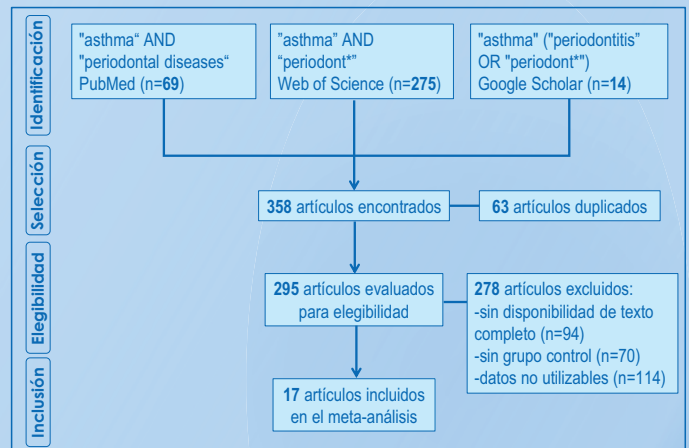 Identificación
"asthma“ AND
"periodontal diseases“
PubMed (n=69)
"asthma” AND
“periodont*”
Web of Science (n=275)
"asthma" ("periodontitis”
OR "periodont*")
Google Scholar (n=14)
Selección
358 artículos encontrados
63 artículos duplicados
Elegibilidad
295 artículos evaluados
para elegibilidad
278 artículos excluidos:
-sin disponibilidad de texto
completo (n=94)
-sin grupo control (n=70)
-datos no utilizables (n=114)
Inclusión
17 artículos incluidos
en el meta-análisis